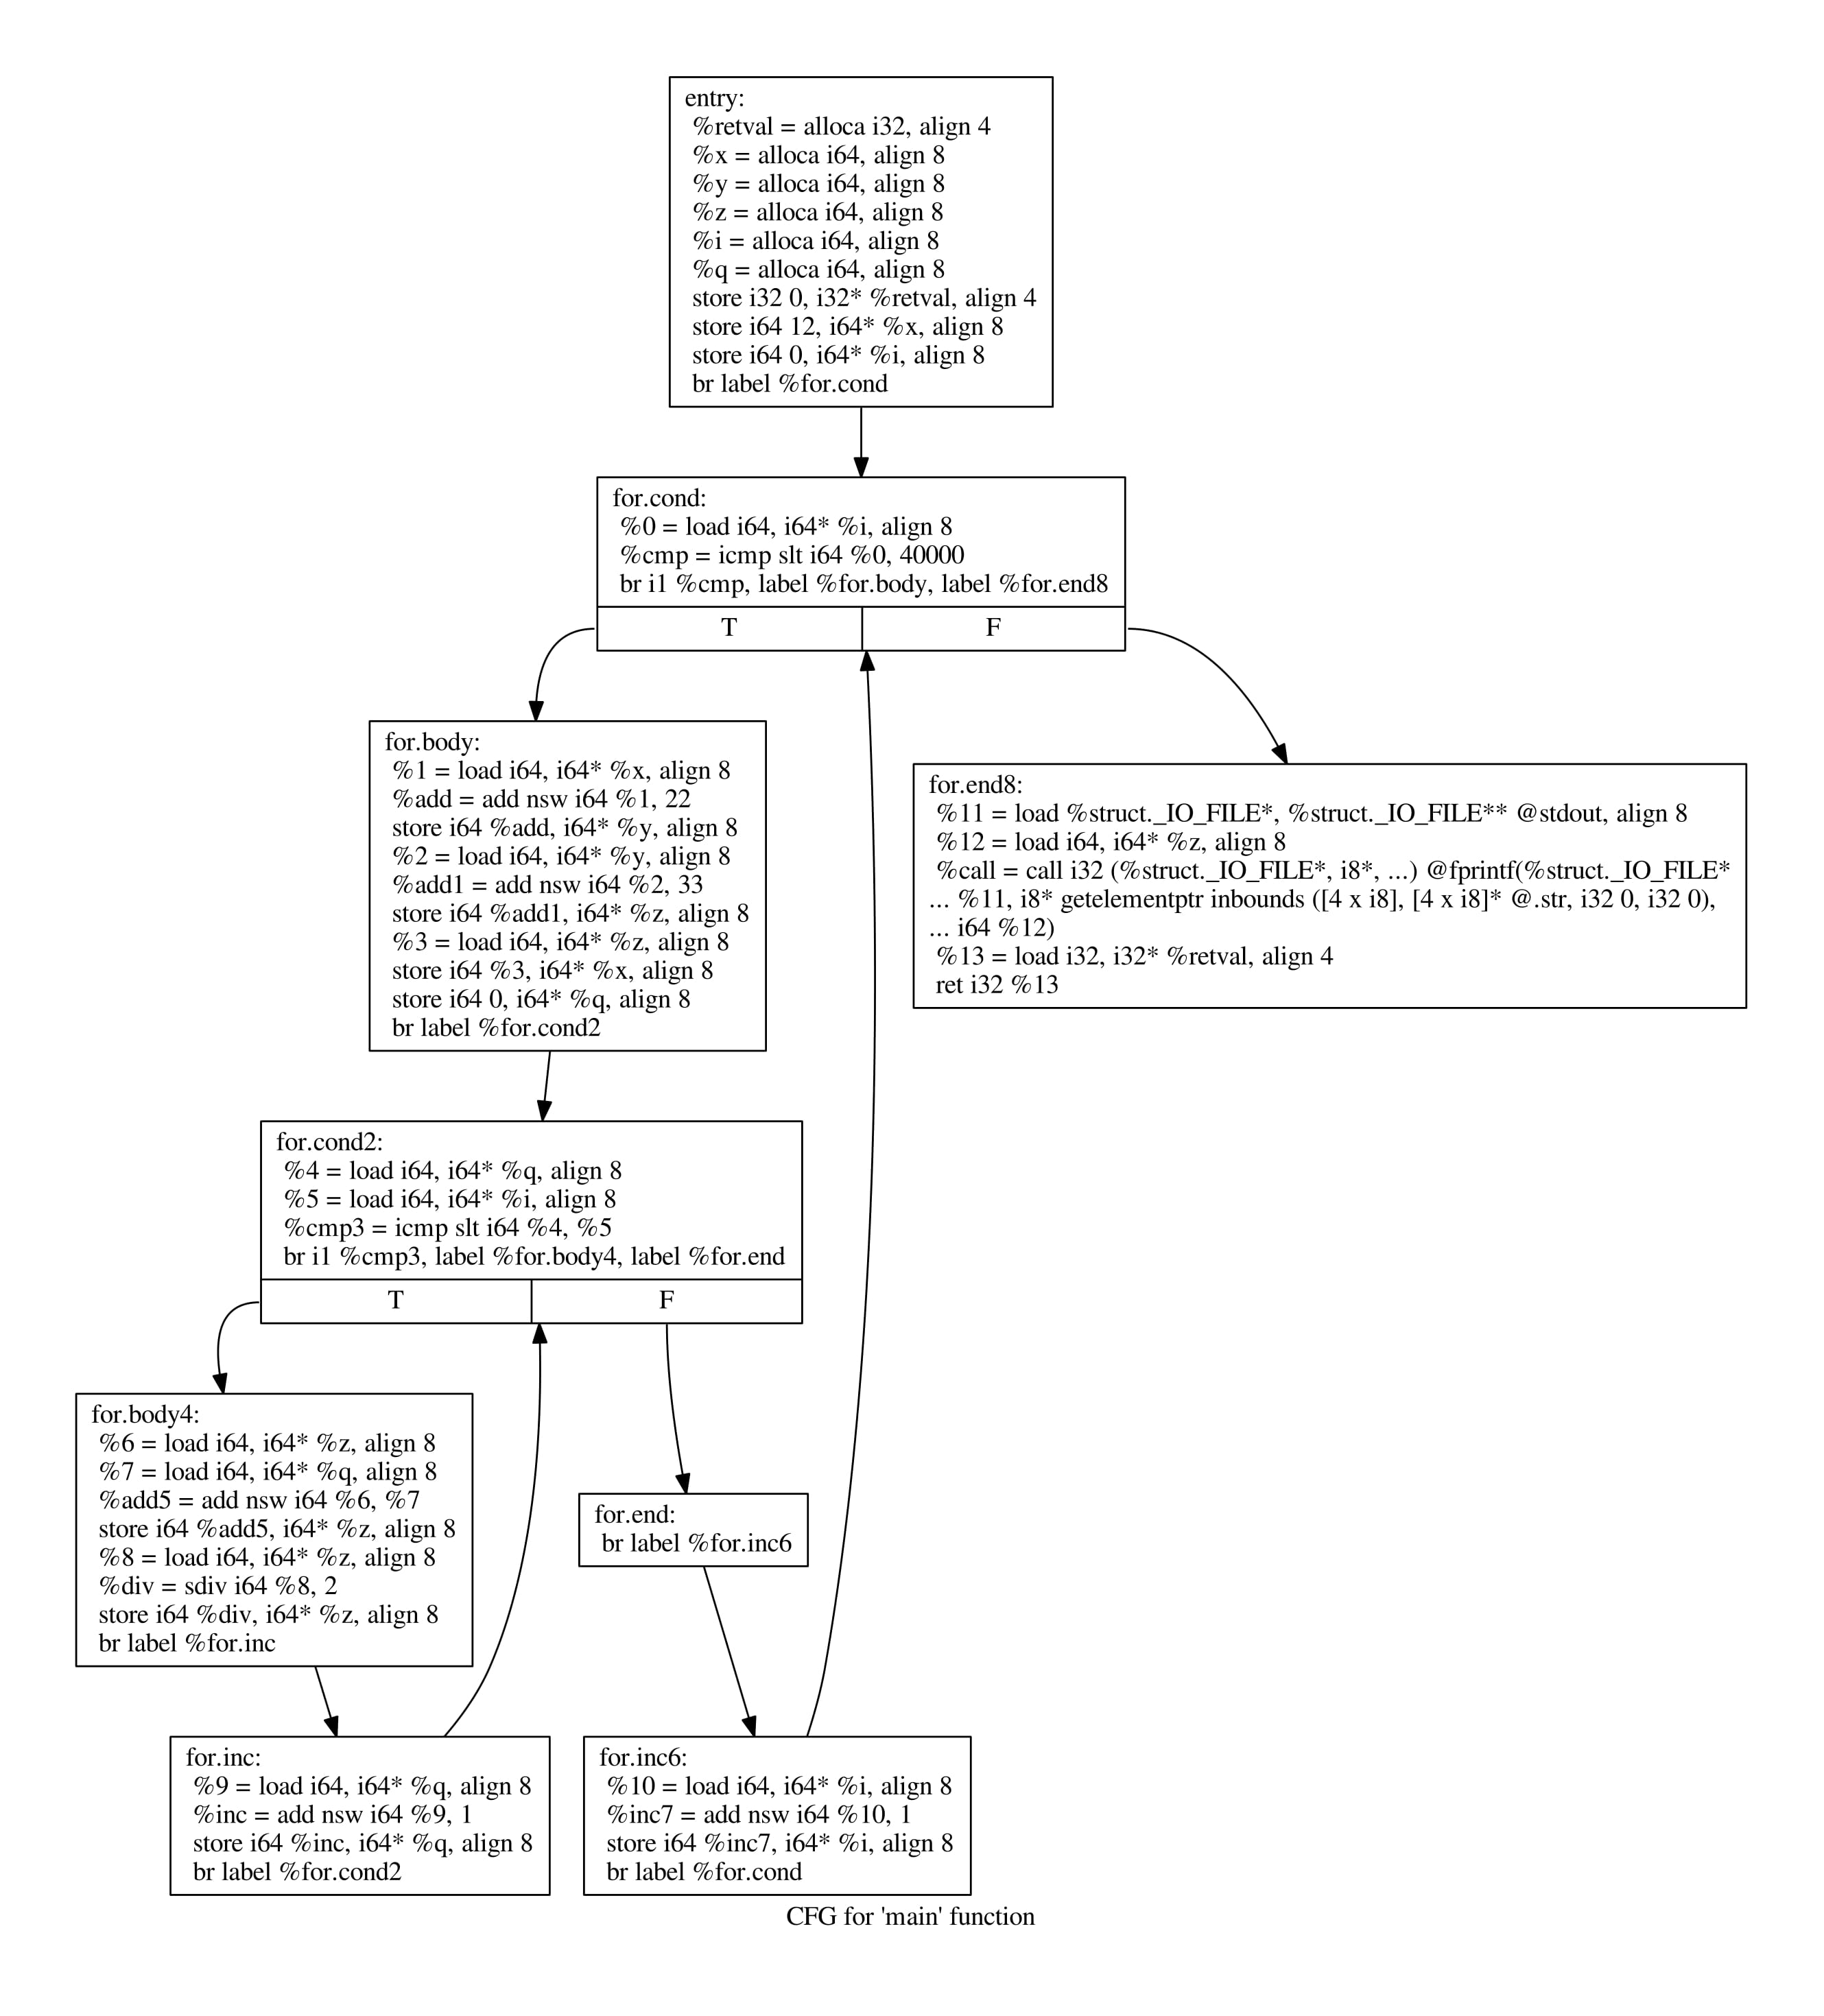 entry:
%retval = alloca i32, align 4
%x = alloca i64, align 8
%y = alloca i64, align 8
%z = alloca i64, align 8
%i = alloca i64, align 8
%q = alloca i64, align 8
store i32 0, i32* %retval, align 4
store i64 12, i64* %x, align 8
store i64 0, i64* %i, align 8
br label %for.cond
for.cond:
%0 = load i64, i64* %i, align 8
%cmp = icmp slt i64 %0, 40000
br i1 %cmp, label %for.body, label %for.end8
T F
for.body:
%1 = load i64, i64* %x, align 8
%add = add nsw i64 %1, 22
store i64 %add, i64* %y, align 8
%2 = load i64, i64* %y, align 8
%add1 = add nsw i64 %2, 33
store i64 %add1, i64* %z, align 8
%3 = load i64, i64* %z, align 8
store i64 %3, i64* %x, align 8
store i64 0, i64* %q, align 8
br label %for.cond2
for.end8:
%11 = load %struct._IO_FILE*, %struct._IO_FILE** @stdout, align 8
%12 = load i64, i64* %z, align 8
%call = call i32 (%struct._IO_FILE*, i8*, ...) @fprintf(%struct._IO_FILE*
... %11, i8* getelementptr inbounds ([4 x i8], [4 x i8]* @.str, i32 0, i32 0),
... i64 %12)
%13 = load i32, i32* %retval, align 4
ret i32 %13
for.cond2:
%4 = load i64, i64* %q, align 8
%5 = load i64, i64* %i, align 8
%cmp3 = icmp slt i64 %4, %5
br i1 %cmp3, label %for.body4, label %for.end
T F
for.body4:
%6 = load i64, i64* %z, align 8
%7 = load i64, i64* %q, align 8
%add5 = add nsw i64 %6, %7
store i64 %add5, i64* %z, align 8
%8 = load i64, i64* %z, align 8
%div = sdiv i64 %8, 2
store i64 %div, i64* %z, align 8
br label %for.inc
for.end:
br label %for.inc6
for.inc:
%9 = load i64, i64* %q, align 8
%inc = add nsw i64 %9, 1
store i64 %inc, i64* %q, align 8
br label %for.cond2
for.inc6:
%10 = load i64, i64* %i, align 8
%inc7 = add nsw i64 %10, 1
store i64 %inc7, i64* %i, align 8
br label %for.cond
CFG for 'main' function